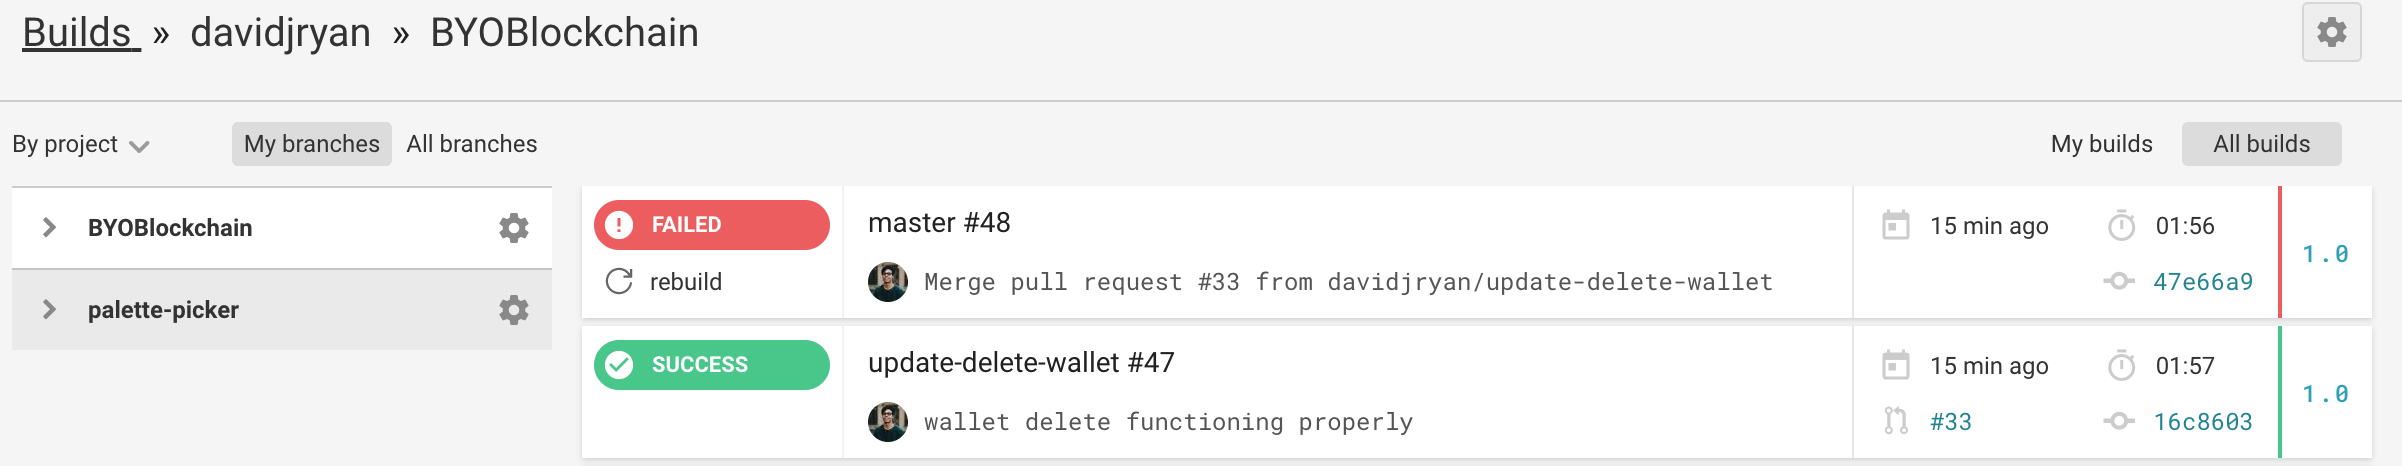 Builds » davidjryan » BYOBlockchain
By project My branches All branches My builds All builds
BYOBlockchain
palette-picker
FAILED master #48 15 min ago 01:56
rebuild Merge pull request #33 from davidjryan/update-delete-wallet 47e66a9
1.0
SUCCESS update-delete-wallet #47 15 min ago 01:57
wallet delete functioning properly #33 16c8603
1.0